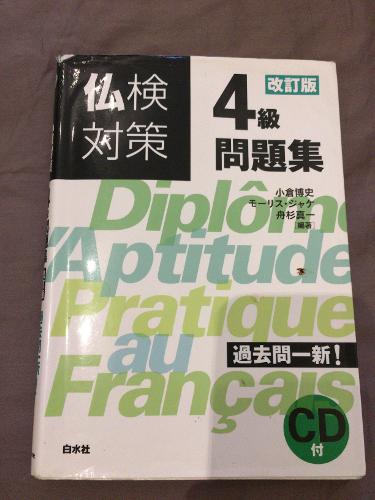 仏検
対策
4級
改訂版
問題集
小倉博史
モーリス・ジャケ
舟杉真一
[編著]
Diplôme
d'Aptitude
Pratique
au
Français
過去問一新!
CD
付
白水社